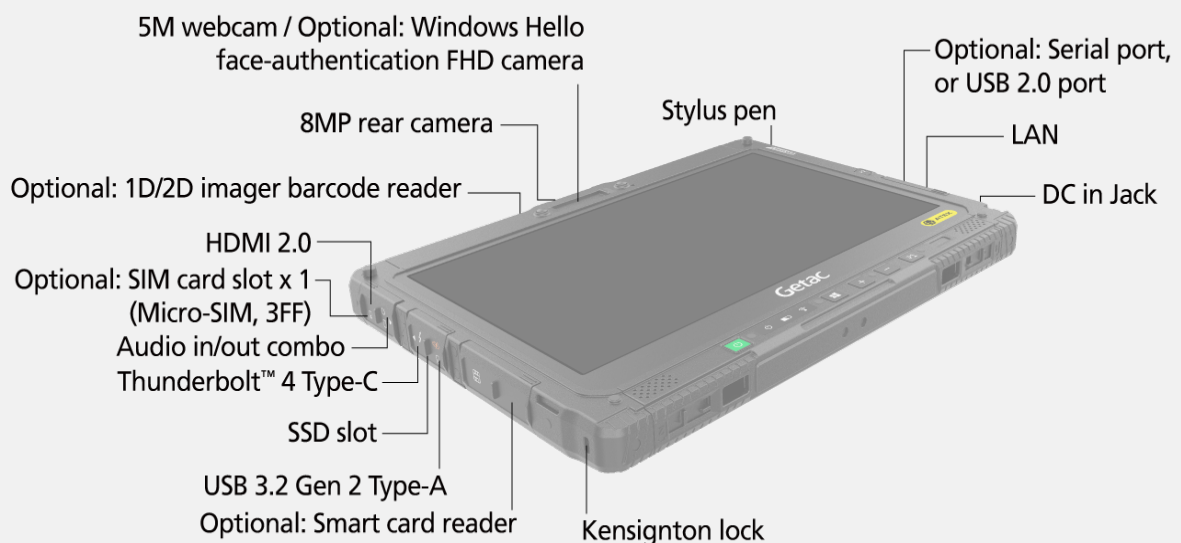 5M webcam / Optional: Windows Hello
face-authentication FHD camera
8MP rear camera
Optional: 1D/2D imager barcode reader
HDMI 2.0
Optional: SIM card slot x 1
(Micro-SIM, 3FF)
Audio in/out combo
Thunderbolt™ 4 Type-C
SSD slot
USB 3.2 Gen 2 Type-A
Optional: Smart card reader
Kensignton lock
Stylus pen
Optional: Serial port,
or USB 2.0 port
LAN
DC in Jack
Getac